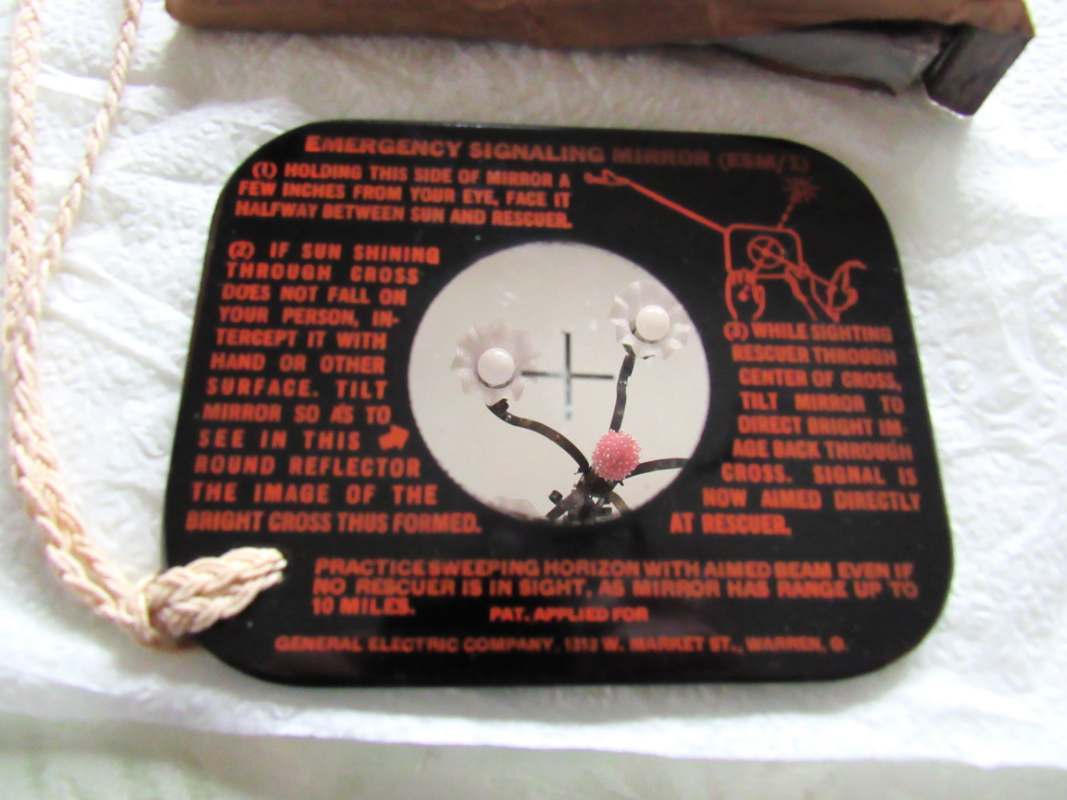 EMERGENCY SIGNALING MIRROR (ESM/1)
(1) HOLDING THIS SIDE OF MIRROR A
FEW INCHES FROM YOUR EYE, FACE IT
HALFWAY BETWEEN SUN AND RESCUER.
(2) IF SUN SHINING
THROUGH CROSS
DOES NOT FALL ON
YOUR PERSON, IN-
TERCEPT IT WITH
HAND OR OTHER
SURFACE. TILT
MIRROR SO AS TO
SEE IN THIS
ROUND REFLECTOR
THE IMAGE OF THE
BRIGHT CROSS THUS FORMED.
(3) WHILE SIGHTING
RESCUER THROUGH
CENTER OF CROSS,
TILT MIRROR TO
DIRECT BRIGHT IM-
AGE BACK THROUGH
CROSS. SIGNAL IS
NOW AIMED DIRECTLY
AT RESCUER.
PRACTICE SWEEPING HORIZON WITH AIMED BEAM EVEN IF
NO RESCUER IS IN SIGHT, AS MIRROR HAS RANGE UP TO
10 MILES. PAT. APPLIED FOR
GENERAL ELECTRIC COMPANY, 1313 W. MARKET ST., WARREN, O.